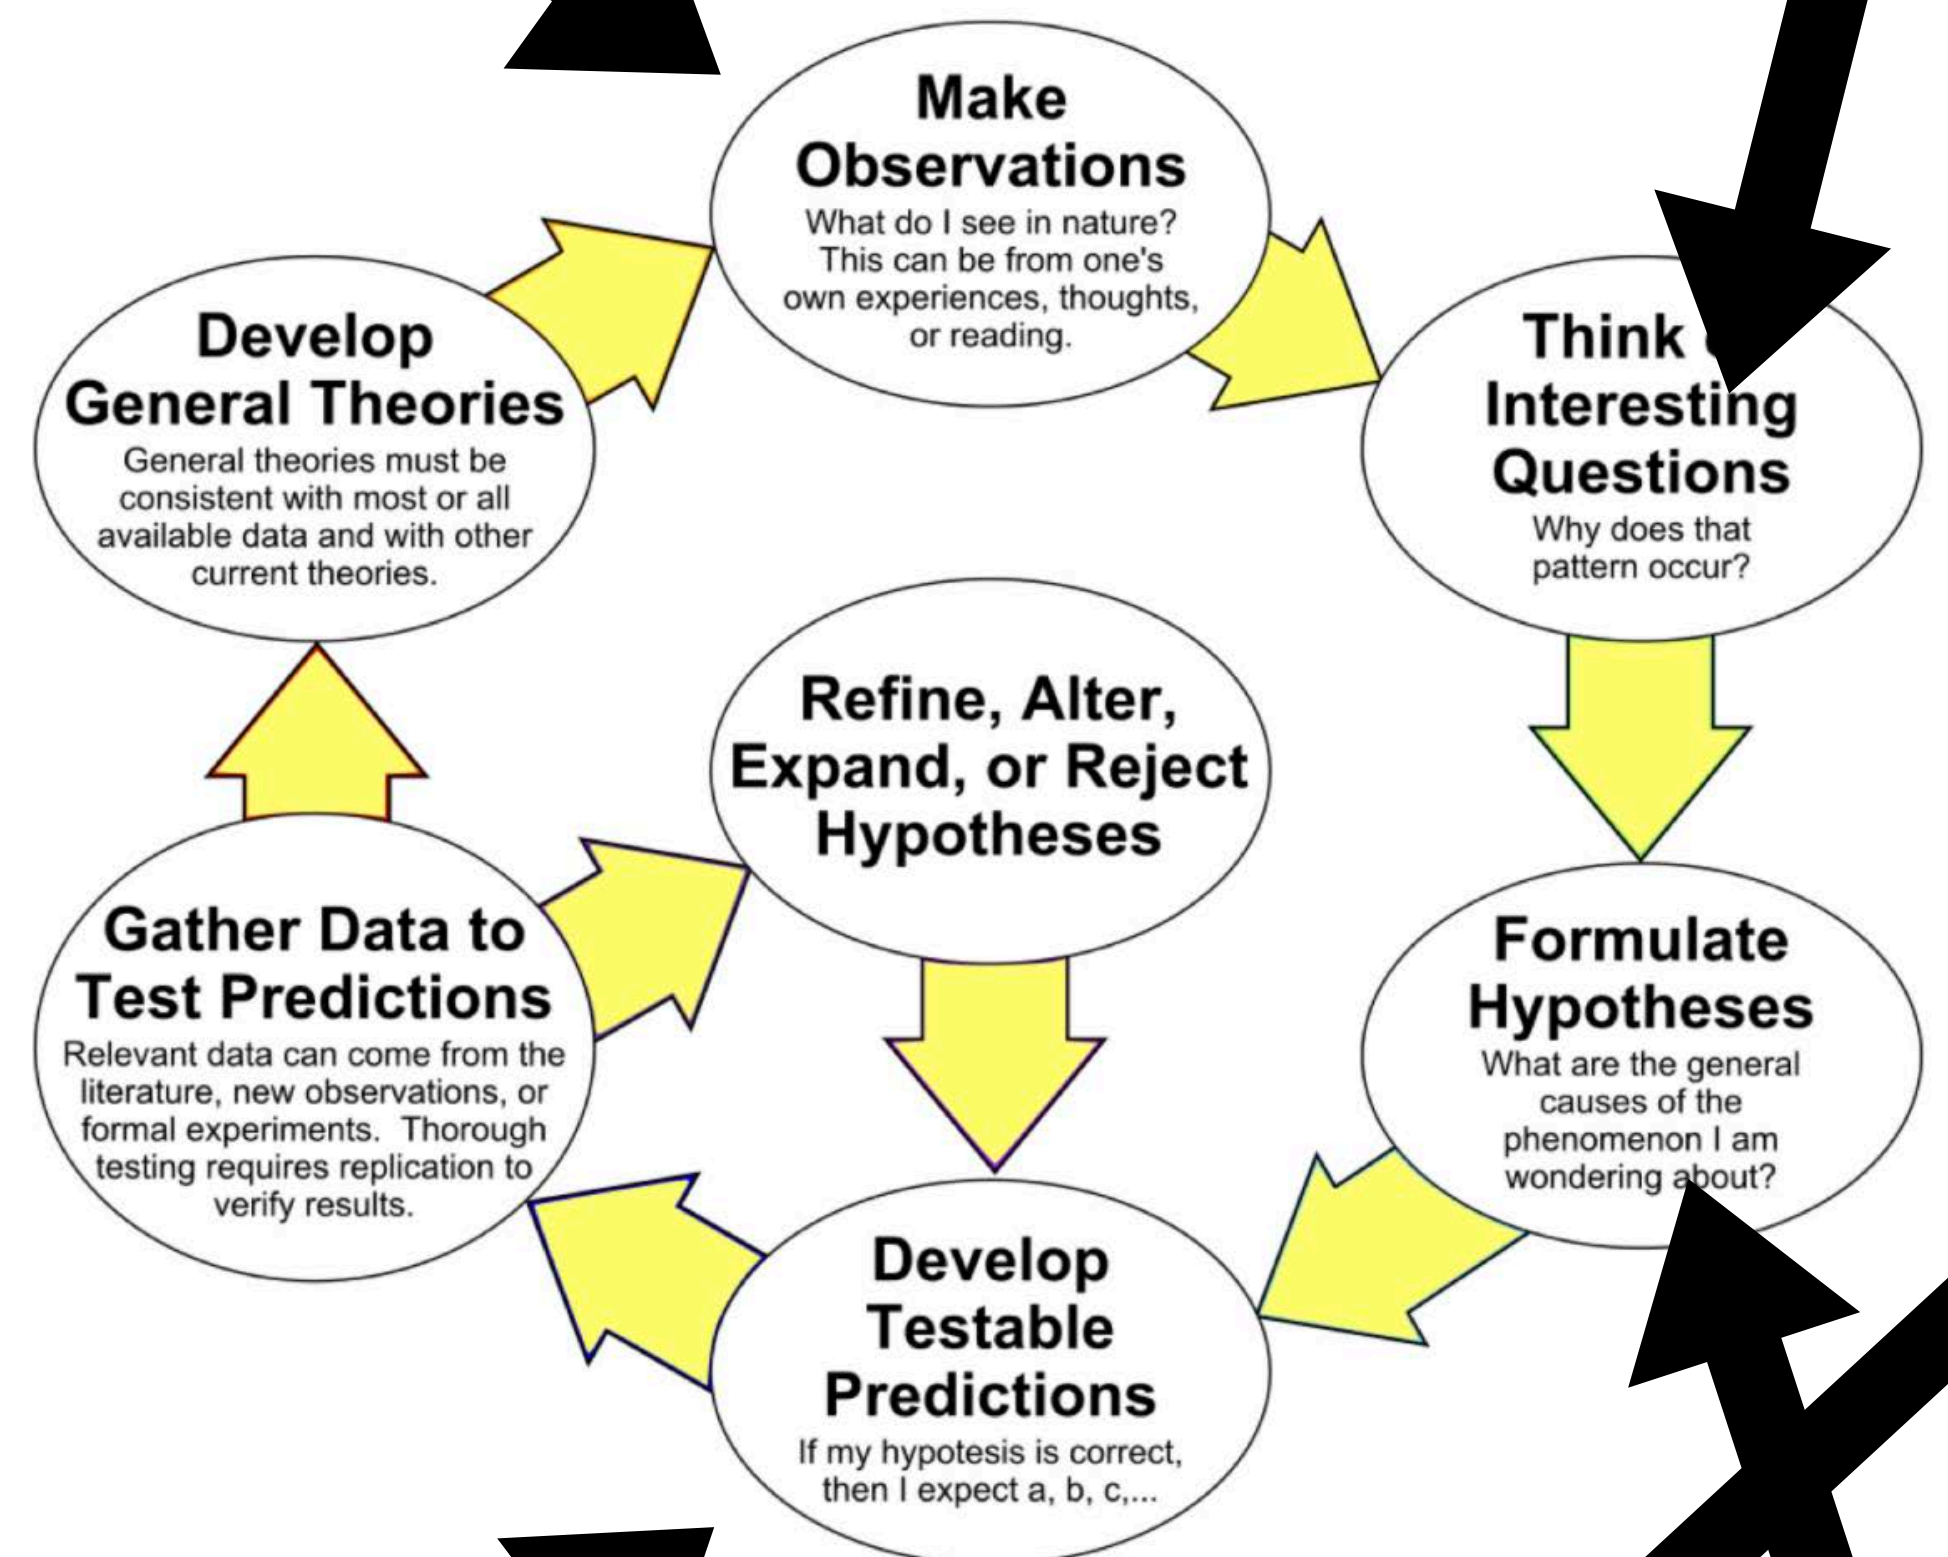 Make
Observations
What do I see in nature?
This can be from one's
own experiences, thoughts,
or reading.
Think
Interesting
Questions
Why does that
pattern occur?
Formulate
Hypotheses
What are the general
causes of the
phenomenon I am
wondering about?
Develop
Testable
Predictions
If my hypotesis is correct,
then I expect a, b, c,...
Gather Data to
Test Predictions
Relevant data can come from the
literature, new observations, or
formal experiments.  Thorough
testing requires replication to
verify results.
Refine, Alter,
Expand, or Reject
Hypotheses
Develop
General Theories
General theories must be
consistent with most or all
available data and with other
current theories.